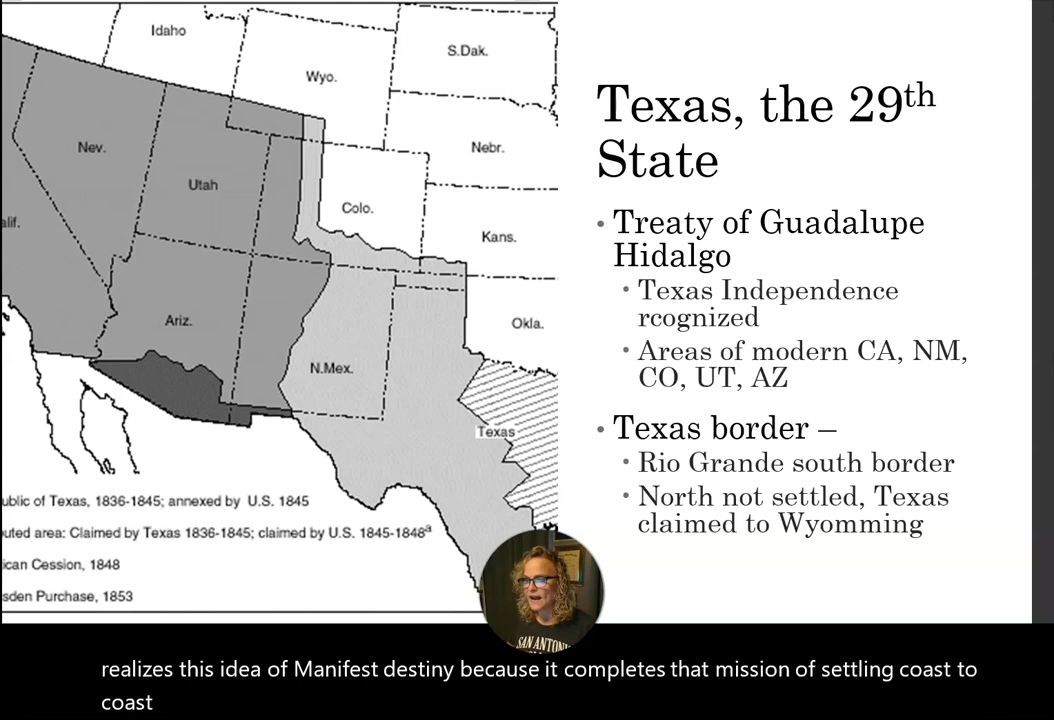 Idaho
S.Dak.
Wyo.
Nev.
Nebr.
Utah
alif.
Colo.
Kans.
Ariz.
Okla.
N.Mex.
Texas
ublic of Texas, 1836-1845; annexed by U.S. 1845
uted area: Claimed by Texas 1836-1845; claimed by U.S. 1845-1848a
ican Cession, 1848
sden Purchase, 1853
Texas, the 29th
State
• Treaty of Guadalupe
Hidalgo
• Texas Independence
rcognized
• Areas of modern CA, NM,
CO, UT, AZ
• Texas border –
• Rio Grande south border
• North not settled, Texas
claimed to Wyomming
SAN ANTONI
realizes this idea of Manifest destiny because it completes that mission of settling coast to
coast